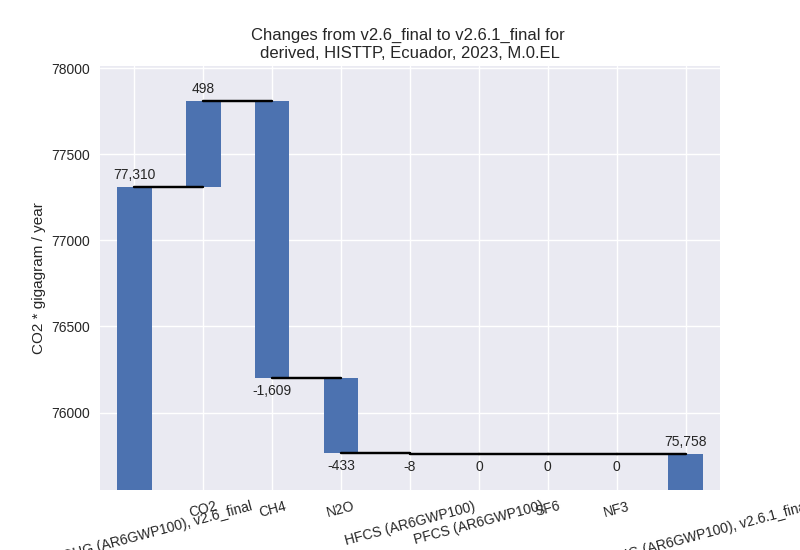 Changes from v2.6_final to v2.6.1_final for
derived, HISTTP, Ecuador, 2023, M.0.EL
78000
77500
77000
76500
76000
CO2 * gigagram / year
77,310
498
-1,609
-433
-8
0
0
0
75,758
(AR6GWP100), v2.6_final
CO2
CH4
N2O
HFCS (AR6GWP100)
PFCS (AR6GWP100)
SF6
NF3
(AR6GWP100),